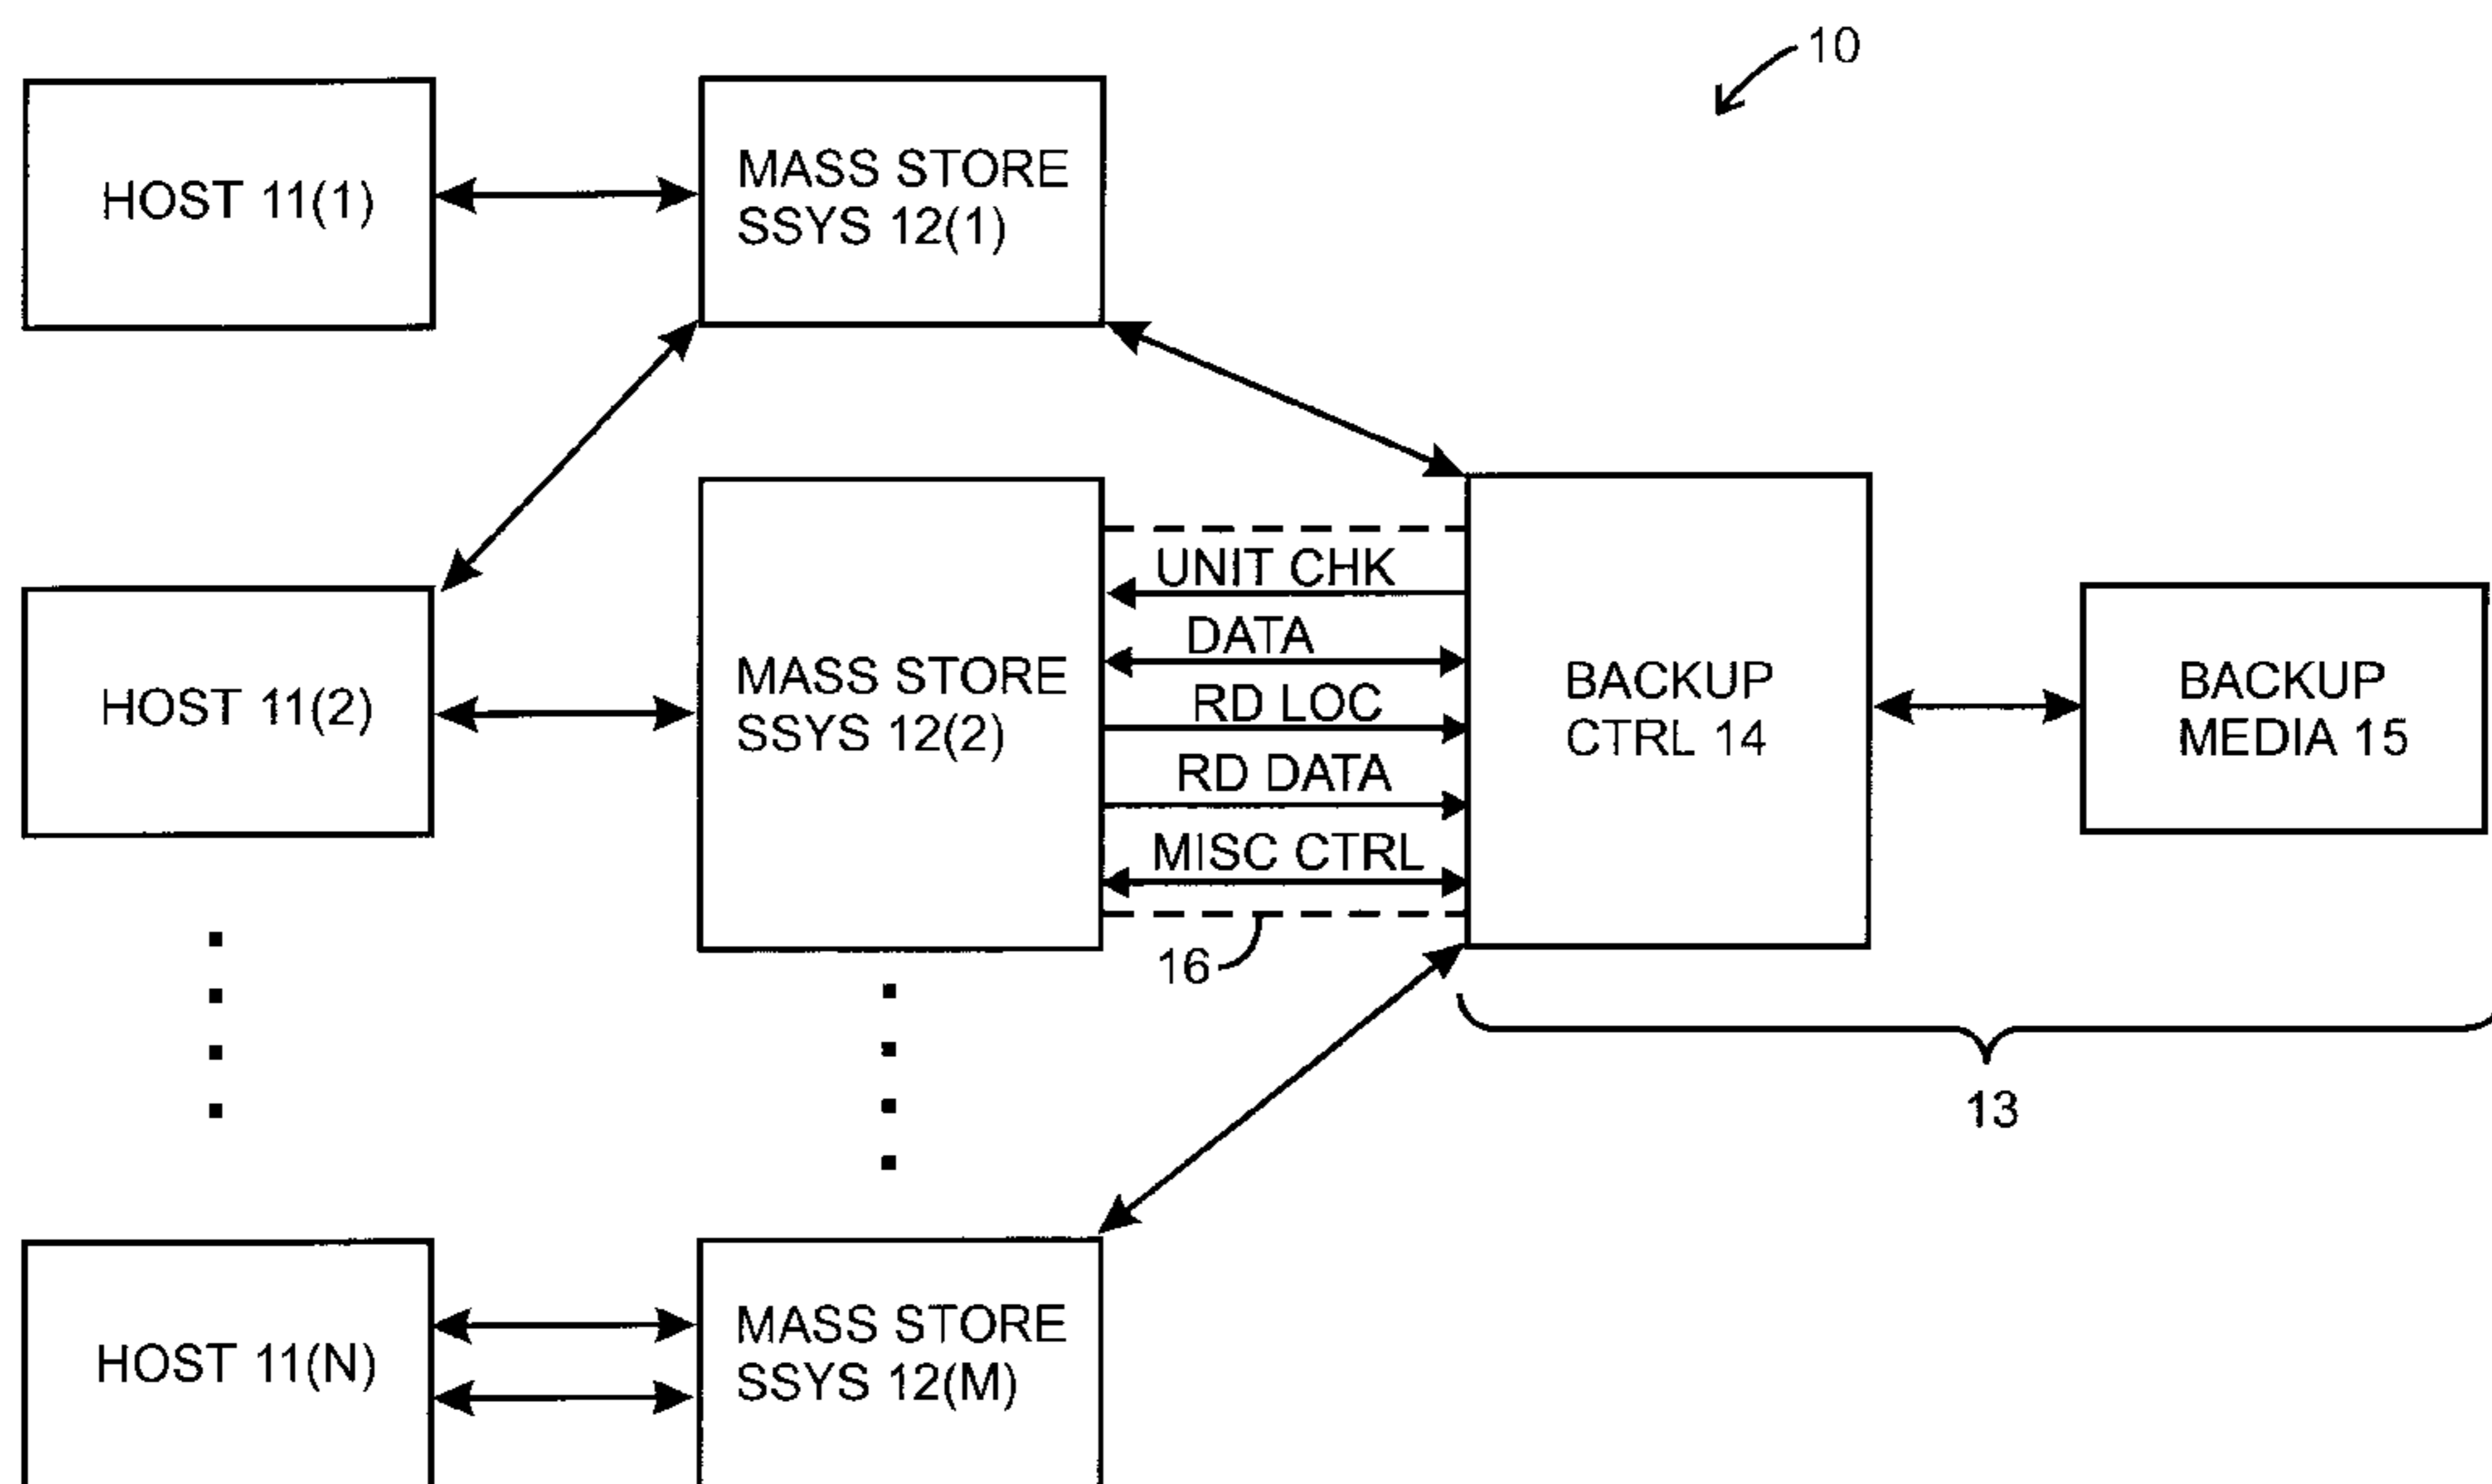 10
HOST 11(1)
MASS STORE
SSYS 12(1)
UNIT CHK
DATA
RD LOC
RD DATA
MISC CTRL
HOST 11(2)
MASS STORE
SSYS 12(2)
BACKUP
CTRL 14
BACKUP
MEDIA 15
16
13
HOST 11(N)
MASS STORE
SSYS 12(M)